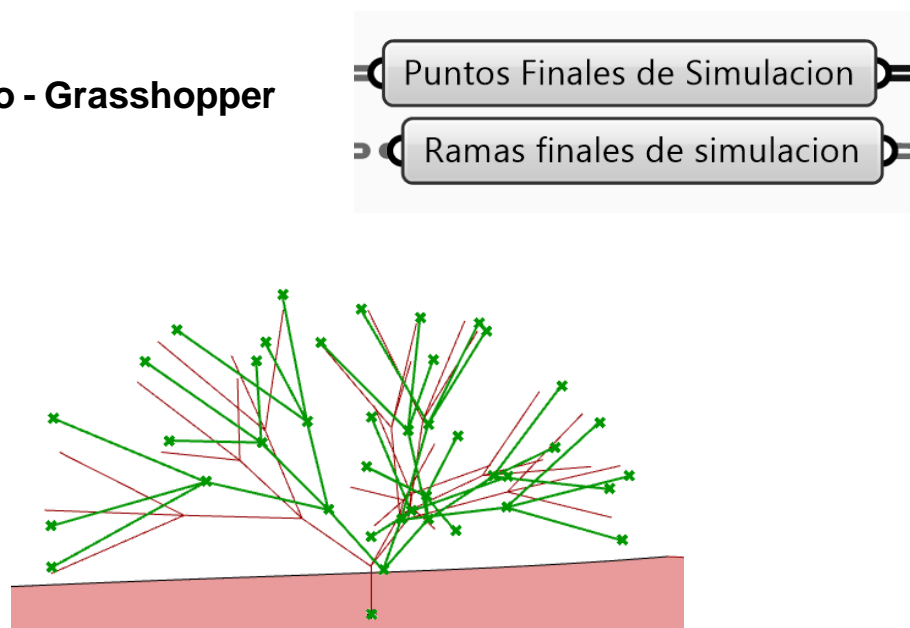 o - Grasshopper
Puntos Finales de Simulacion
Ramas finales de simulacion